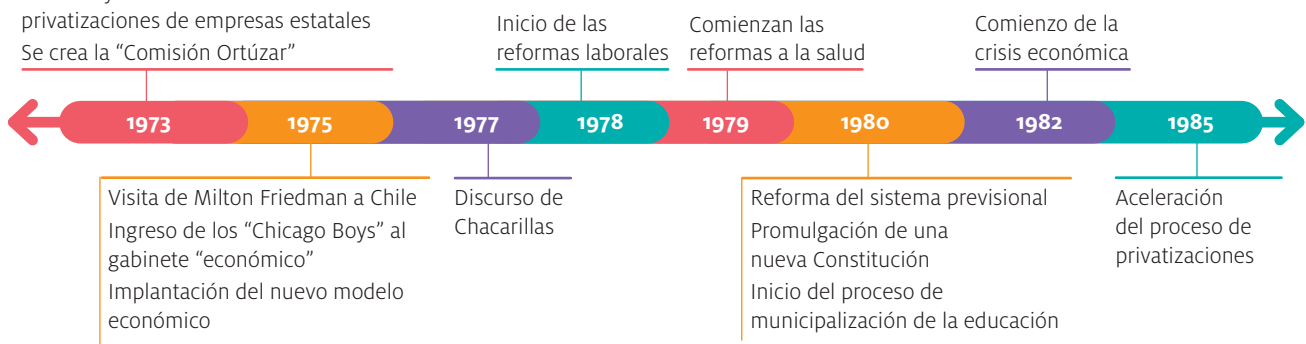 privatizaciones de empresas estatales
Se crea la “Comisión Ortúzar”
Inicio de las
reformas laborales
Comienzan las
reformas a la salud
Comienzo de la
crisis económica
1973
1975
1977
1978
1979
1980
1982
1985
Visita de Milton Friedman a Chile
Ingreso de los “Chicago Boys” al
gabinete “económico”
Implantación del nuevo modelo
económico
Discurso de
Chacarillas
Reforma del sistema previsional
Promulgación de una
nueva Constitución
Inicio del proceso de
municipalización de la educación
Aceleración
del proceso de
privatizaciones